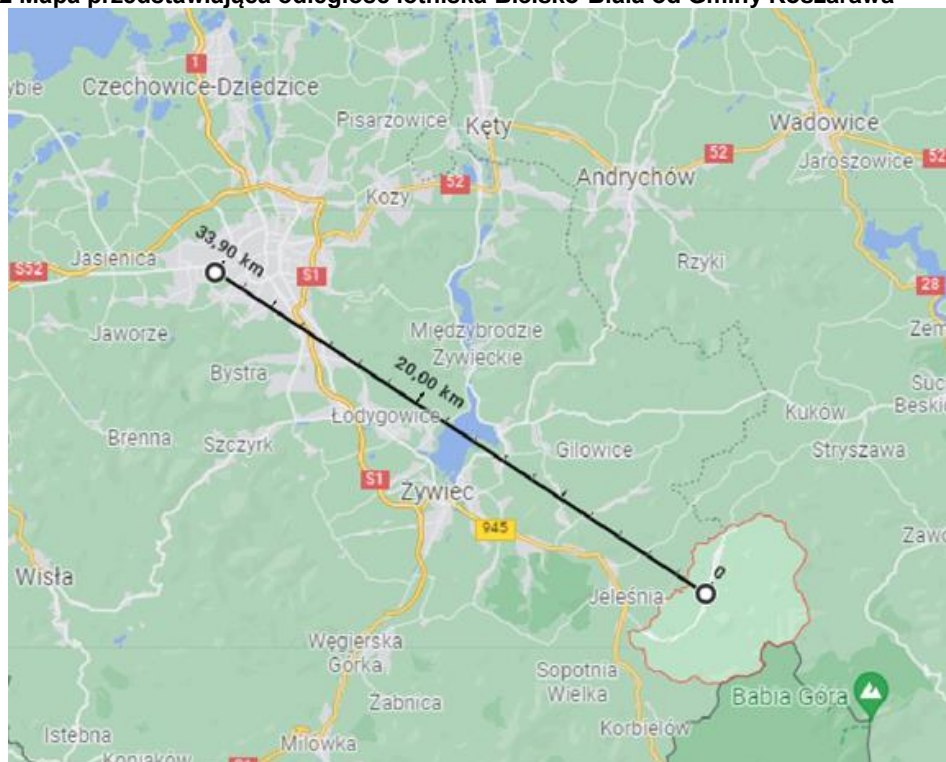 Mapa przedstawiająca odległość lotniska Bielsko-Biała od Gminy Koszarawa
1
Czechowice-Dziedzice
Pisarzowice
Kęty
Wadowice
52
52
Jaroszowice
Andrychów
52
Kozy
33,90 km
Jasienica
S52
S1
Rzyki
28
Jaworze
Międzybrodzie
Żywieckie
Bystra
20,00 km
Łodygowice
Kuków
Brenna
Szczyrk
Gilowice
Stryszawa
S1
Żywiec
945
0
Wisła
Jeleśnia
Węgierska
Górka
Sopotnia
Wielka
Babia Góra
Żabnica
Korbielów
Istebna
Milówka